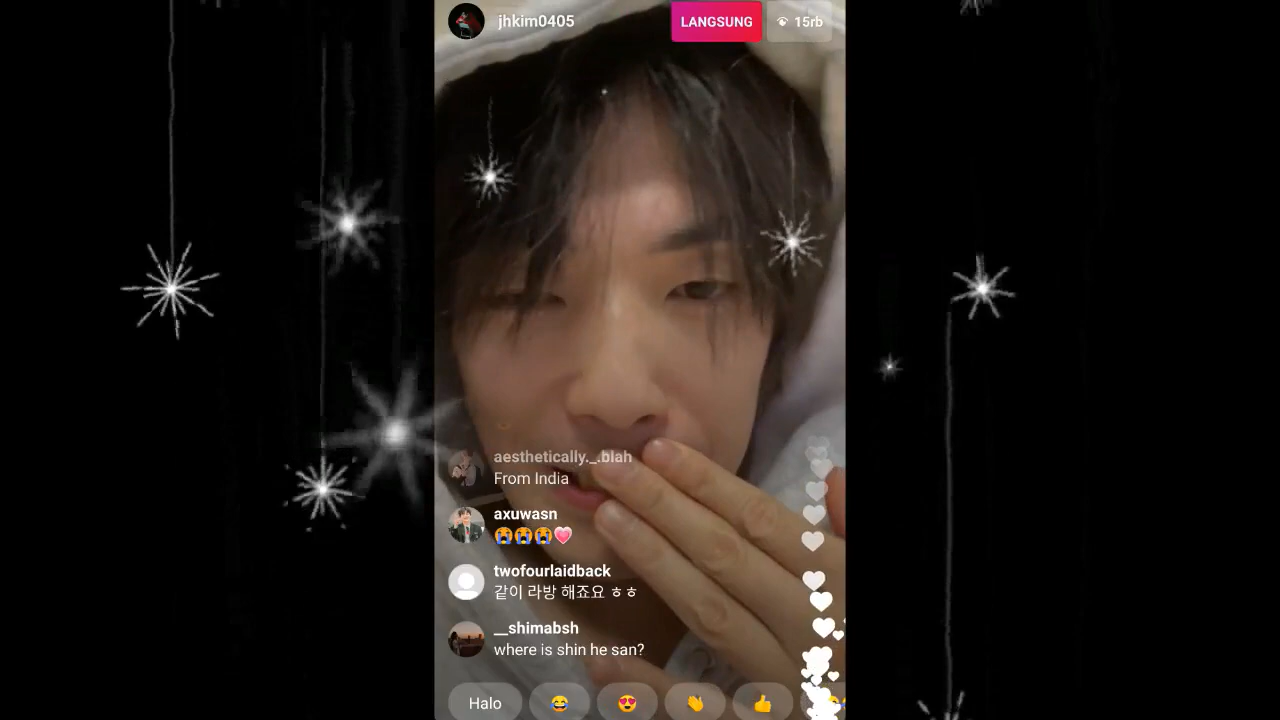 jhkim0405
LANGSUNG
15rb
aesthetically._.blah
From India
axuwasn
😭😭😭💗
twofourlaidback
같이 라방 해죠요 ㅎㅎ
__shimabsh
where is shin he san?
Halo